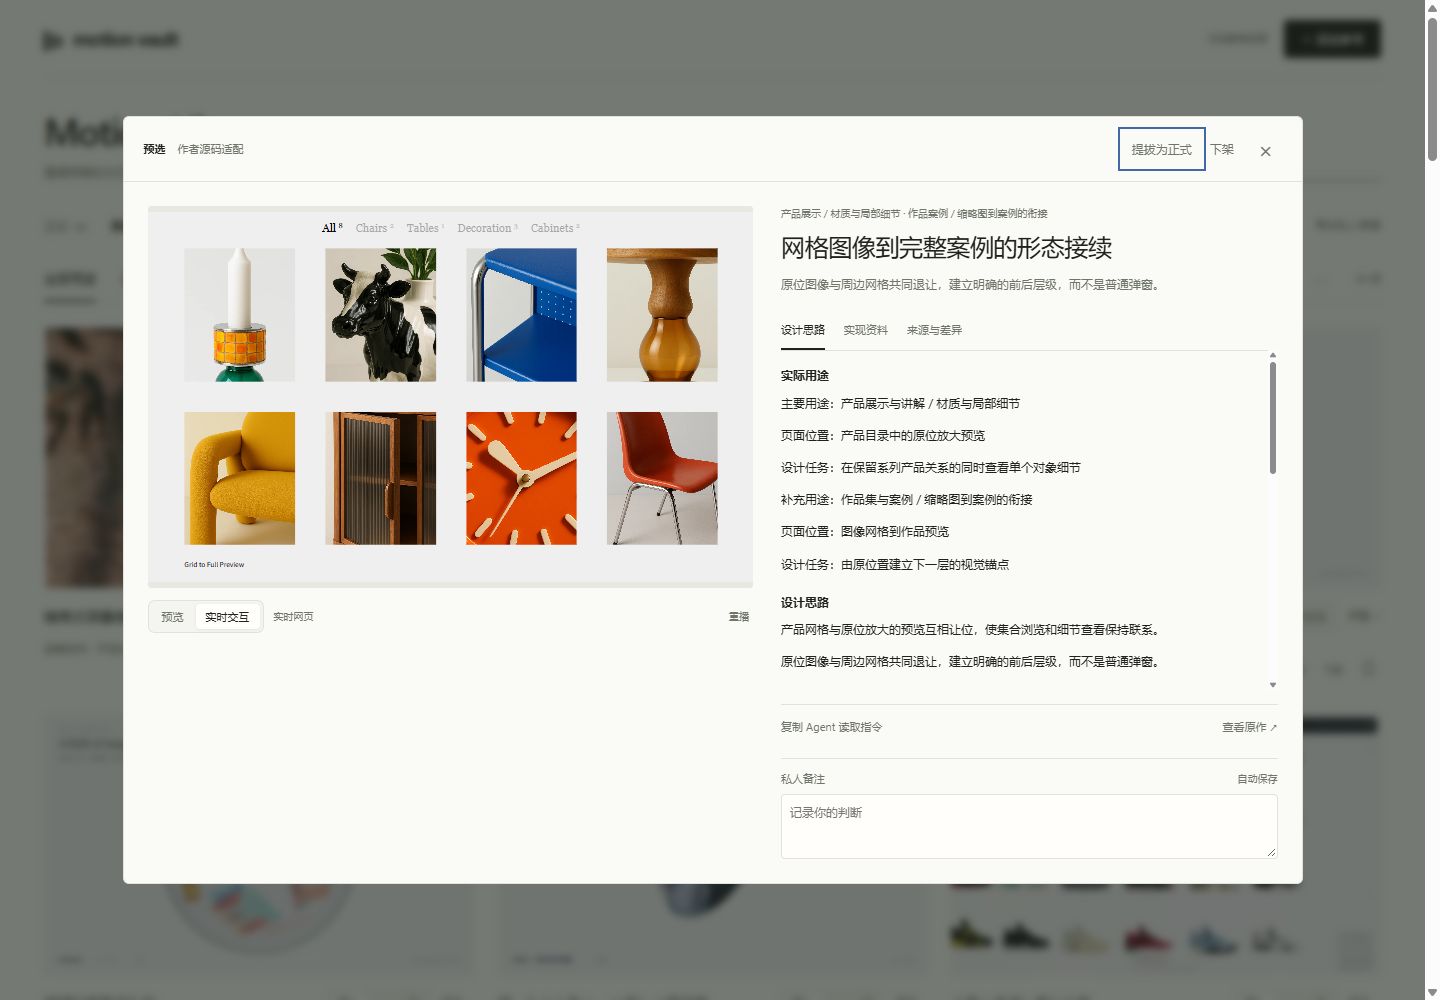 motion vault
预选 作者源码适配
提拔为正式 下架 ×
All 8 Chairs 2 Tables 1 Decoration 3 Cabinets 2
Grid to Full Preview
预览 实时交互 实时网页 重播
产品展示 / 材质与局部细节 · 作品案例 / 缩略图到案例的衔接
网格图像到完整案例的形态接续
原位图像与周边网格共同退让，建立明确的前后层级，而不是普通弹窗。
设计思路 实现资料 来源与差异
实际用途
主要用途：产品展示与讲解 / 材质与局部细节
页面位置：产品目录中的原位放大预览
设计任务：在保留系列产品关系的同时查看单个对象细节
补充用途：作品集与案例 / 缩略图到案例的衔接
页面位置：图像网格到作品预览
设计任务：由原位置建立下一层的视觉锚点
设计思路
产品网格与原位放大的预览互相让位，使集合浏览和细节查看保持联系。
原位图像与周边网格共同退让，建立明确的前后层级，而不是普通弹窗。
复制 Agent 读取指令 查看原作 ↗
私人备注 自动保存
记录你的判断